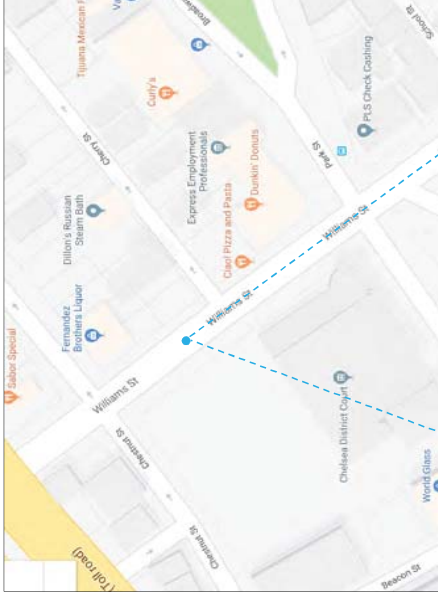 Tijuana Mexican
Broadway
School St
Curly's
PLS Check Cashing
Cherry St
Express Employment
Professionals
Dunkin' Donuts
Park St
Dillon's Russian
Steam Bath
Ciao! Pizza and Pasta
Williams St
Fernandez
Brothers Liquor
Williams St
Sabor Special
Williams St
Chelsea District Court
Chestnut St
World Glass
Chestnut St
(Toll road)
Beacon St